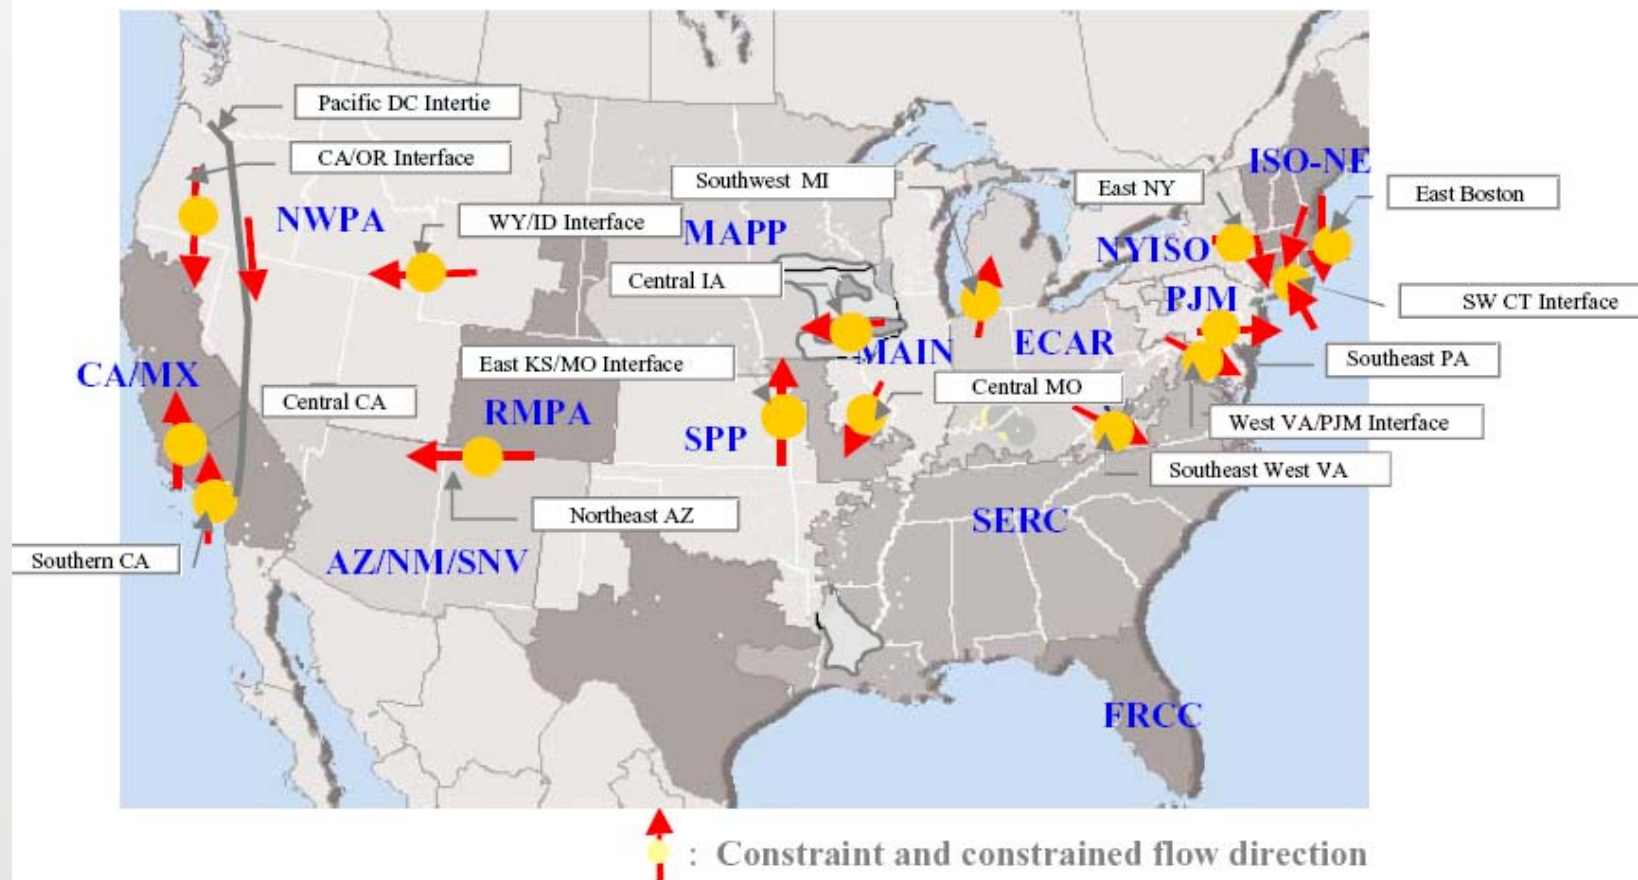 Pacific DC Intertie
CA/OR Interface
ISO-NE
Southwest MI
East NY
East Boston
NWPA
WY/ID Interface
MAPP
NYISO
Central IA
PJM
SW CT Interface
ECAR
MAIN
East KS/MO Interface
Southeast PA
CA/MX
Central MO
Central CA
RMPA
West VA/PJM Interface
SPP
Southeast West VA
Northeast AZ
SERC
Southern CA
AZ/NM/SNV
FRCC
: Constraint and constrained flow direction